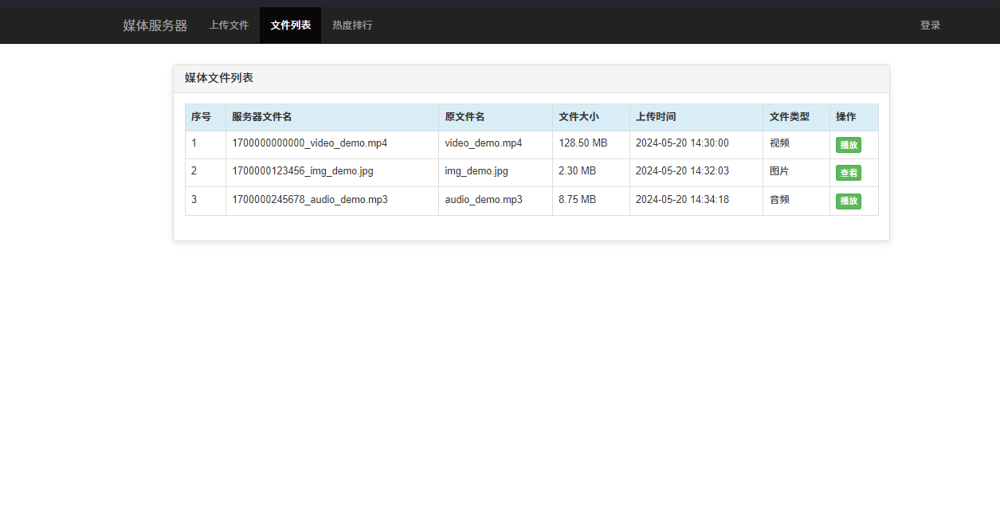 媒体服务器 上传文件 文件列表 热度排行 登录
媒体文件列表
序号 服务器文件名 原文件名 文件大小 上传时间 文件类型 操作
1 1700000000000_video_demo.mp4 video_demo.mp4 128.50 MB 2024-05-20 14:30:00 视频 播放
2 1700000123456_img_demo.jpg img_demo.jpg 2.30 MB 2024-05-20 14:32:03 图片 查看
3 1700000245678_audio_demo.mp3 audio_demo.mp3 8.75 MB 2024-05-20 14:34:18 音频 播放